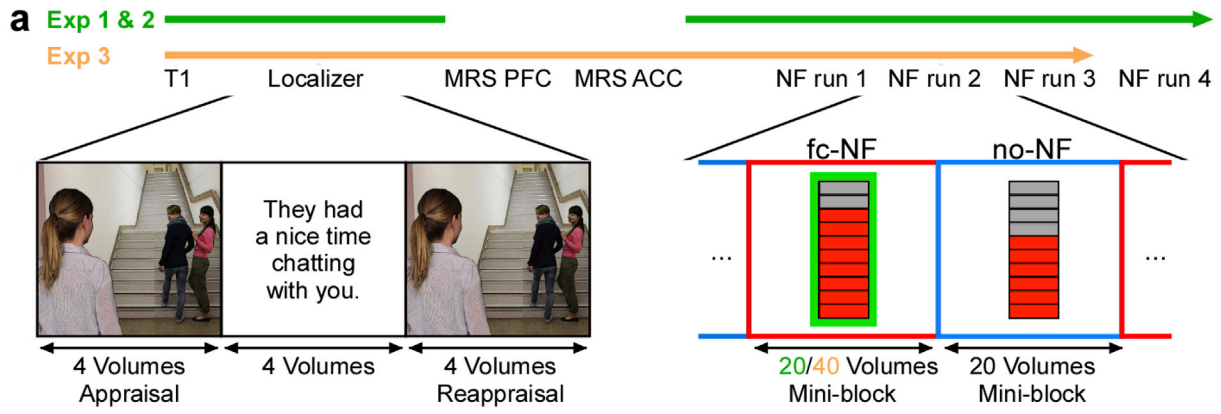 a
Exp 1 & 2
Exp 3
T1 Localizer MRS PFC MRS ACC NF run 1 NF run 2 NF run 3 NF run 4
They had
a nice time
chatting
with you.
fc-NF no-NF
... ...
4 Volumes 4 Volumes 4 Volumes 20/40 Volumes 20 Volumes
Appraisal Reappraisal Mini-block Mini-block